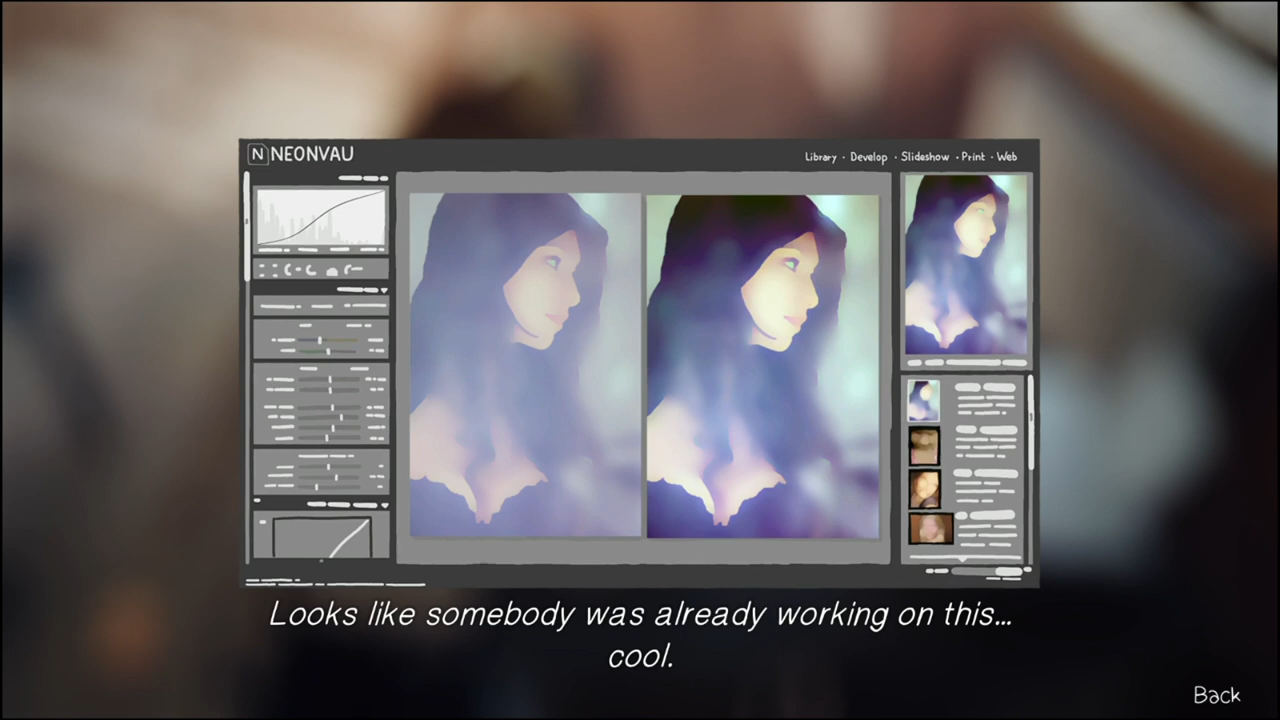 N NEONVAU
Library · Develop · Slideshow · Print · Web
Looks like somebody was already working on this...
cool.
Back